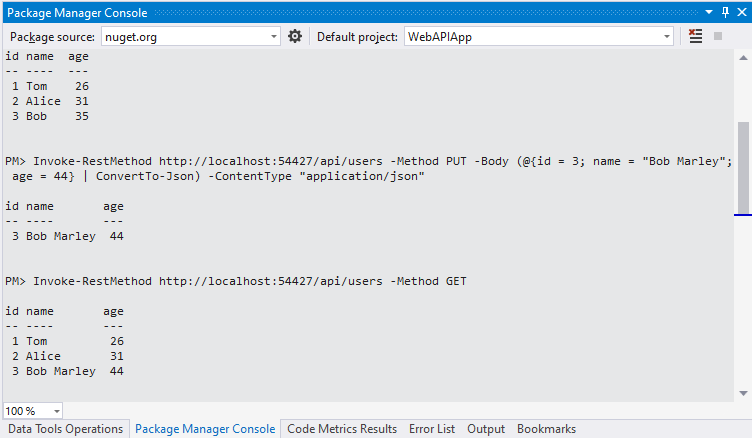 Package Manager Console
Package source: nuget.org Default project: WebAPIApp
id name age
-- ---- ---
1 Tom 26
2 Alice 31
3 Bob 35
PM> Invoke-RestMethod http://localhost:54427/api/users -Method PUT -Body (@{id = 3; name = "Bob Marley";
age = 44} | ConvertTo-Json) -ContentType "application/json"
id name age
-- ---- ---
3 Bob Marley 44
PM> Invoke-RestMethod http://localhost:54427/api/users -Method GET
id name age
-- ---- ---
1 Tom 26
2 Alice 31
3 Bob Marley 44
100 %
Data Tools Operations Package Manager Console Code Metrics Results Error List Output Bookmarks